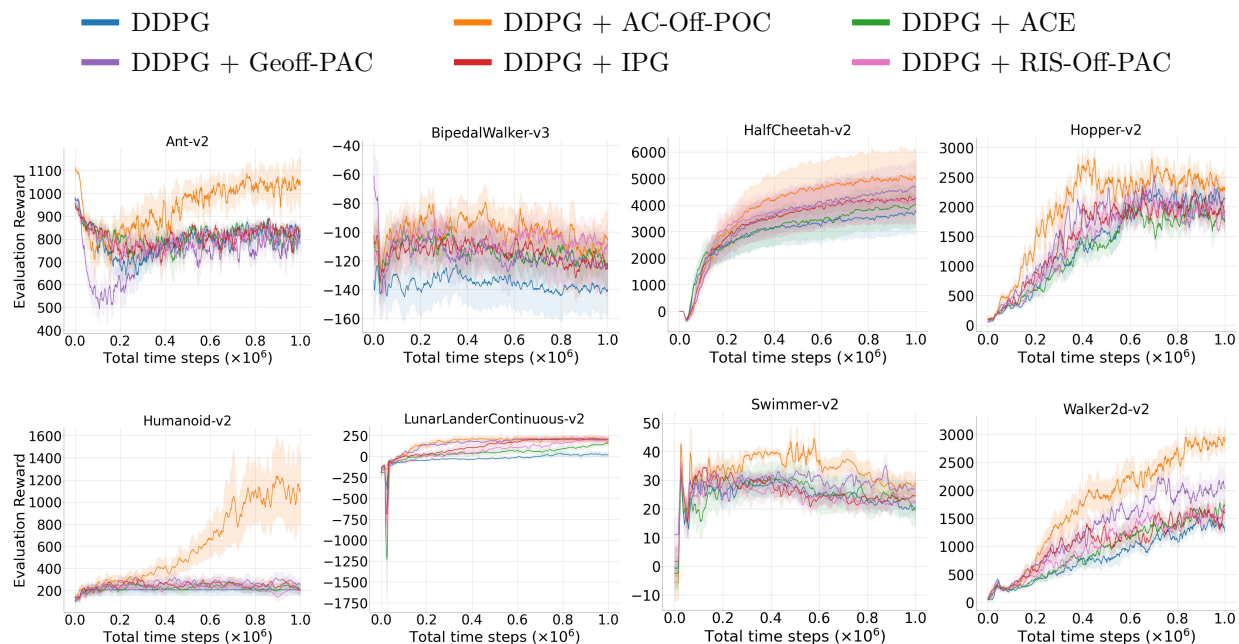 DDPG
DDPG + AC-Off-POC
DDPG + ACE
DDPG + Geoff-PAC
DDPG + IPG
DDPG + RIS-Off-PAC
Ant-v2
Evaluation Reward
1100
1000
900
800
700
600
500
400
0.0 0.2 0.4 0.6 0.8 1.0
Total time steps (×10⁶)
BipedalWalker-v3
−40
−60
−80
−100
−120
−140
−160
0.0 0.2 0.4 0.6 0.8 1.0
Total time steps (×10⁶)
HalfCheetah-v2
6000
5000
4000
3000
2000
1000
0
0.0 0.2 0.4 0.6 0.8 1.0
Total time steps (×10⁶)
Hopper-v2
3000
2500
2000
1500
1000
500
0
0.0 0.2 0.4 0.6 0.8 1.0
Total time steps (×10⁶)
Humanoid-v2
Evaluation Reward
1600
1400
1200
1000
800
600
400
200
0.0 0.2 0.4 0.6 0.8 1.0
Total time steps (×10⁶)
LunarLanderContinuous-v2
250
0
−250
−500
−750
−1000
−1250
−1500
−1750
0.0 0.2 0.4 0.6 0.8 1.0
Total time steps (×10⁶)
Swimmer-v2
50
40
30
20
10
0
−10
0.0 0.2 0.4 0.6 0.8 1.0
Total time steps (×10⁶)
Walker2d-v2
3000
2500
2000
1500
1000
500
0
0.0 0.2 0.4 0.6 0.8 1.0
Total time steps (×10⁶)